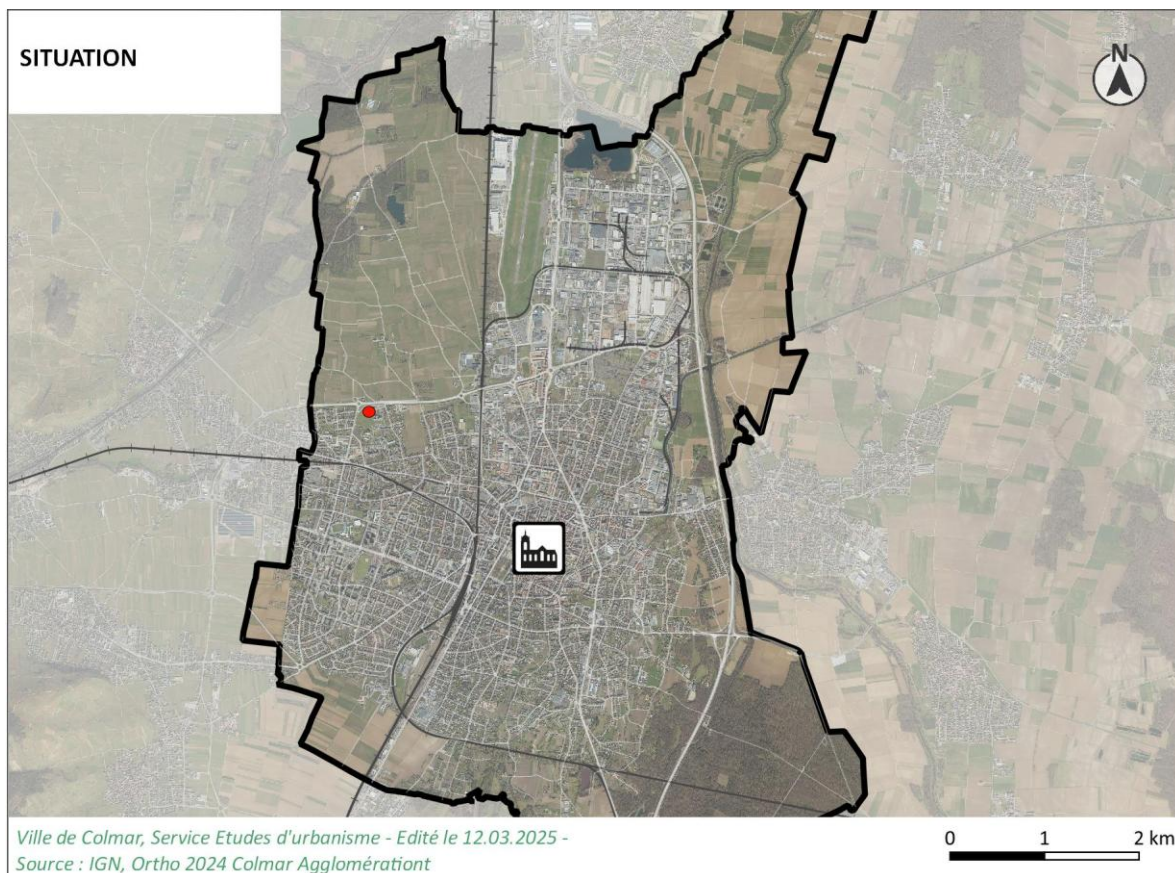 SITUATION
N
Ville de Colmar, Service Etudes d'urbanisme - Edité le 12.03.2025 -
Source : IGN, Ortho 2024 Colmar Agglomérationt
0 1 2 km